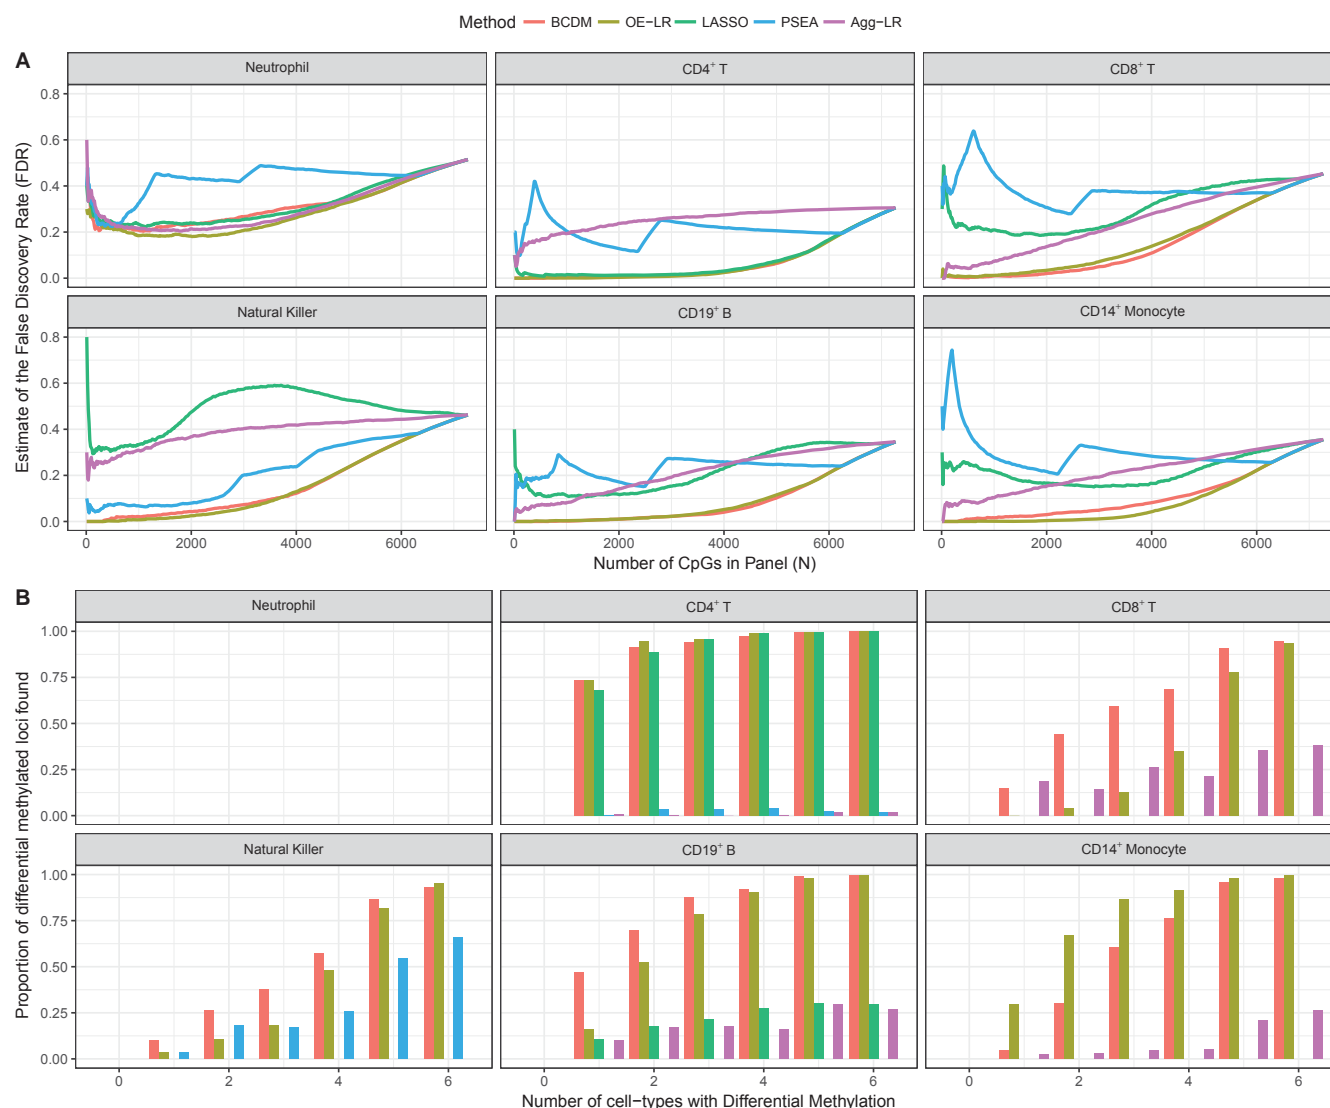 Method BCDM OE−LR LASSO PSEA Agg−LR
A
Neutrophil CD4+ T CD8+ T
0.8
0.6
0.4
0.2
0.0
Natural Killer CD19+ B CD14+ Monocyte
0.8
0.6
0.4
0.2
0.0
0 2000 4000 6000 0 2000 4000 6000 0 2000 4000 6000
Number of CpGs in Panel (N)
Estimate of the False Discovery Rate (FDR)
B
Neutrophil CD4+ T CD8+ T
1.00
0.75
0.50
0.25
0.00
Natural Killer CD19+ B CD14+ Monocyte
1.00
0.75
0.50
0.25
0.00
0 2 4 6 0 2 4 6 0 2 4 6
Number of cell−types with Differential Methylation
Proportion of differential methylated loci found